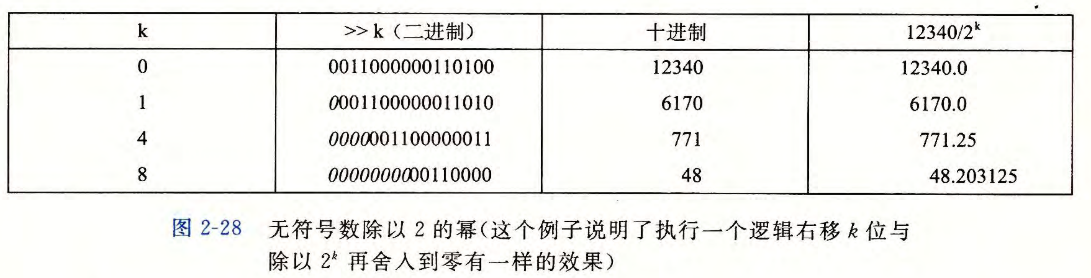 k >> k（二进制） 十进制 12340/2ᵏ
0 0011000000110100 12340 12340.0
1 0001100000011010 6170 6170.0
4 0000001100000011 771 771.25
8 0000000000110000 48 48.203125
图 2-28 无符号数除以 2 的幂(这个例子说明了执行一个逻辑右移 k 位与
除以 2ᵏ 再舍入到零有一样的效果)